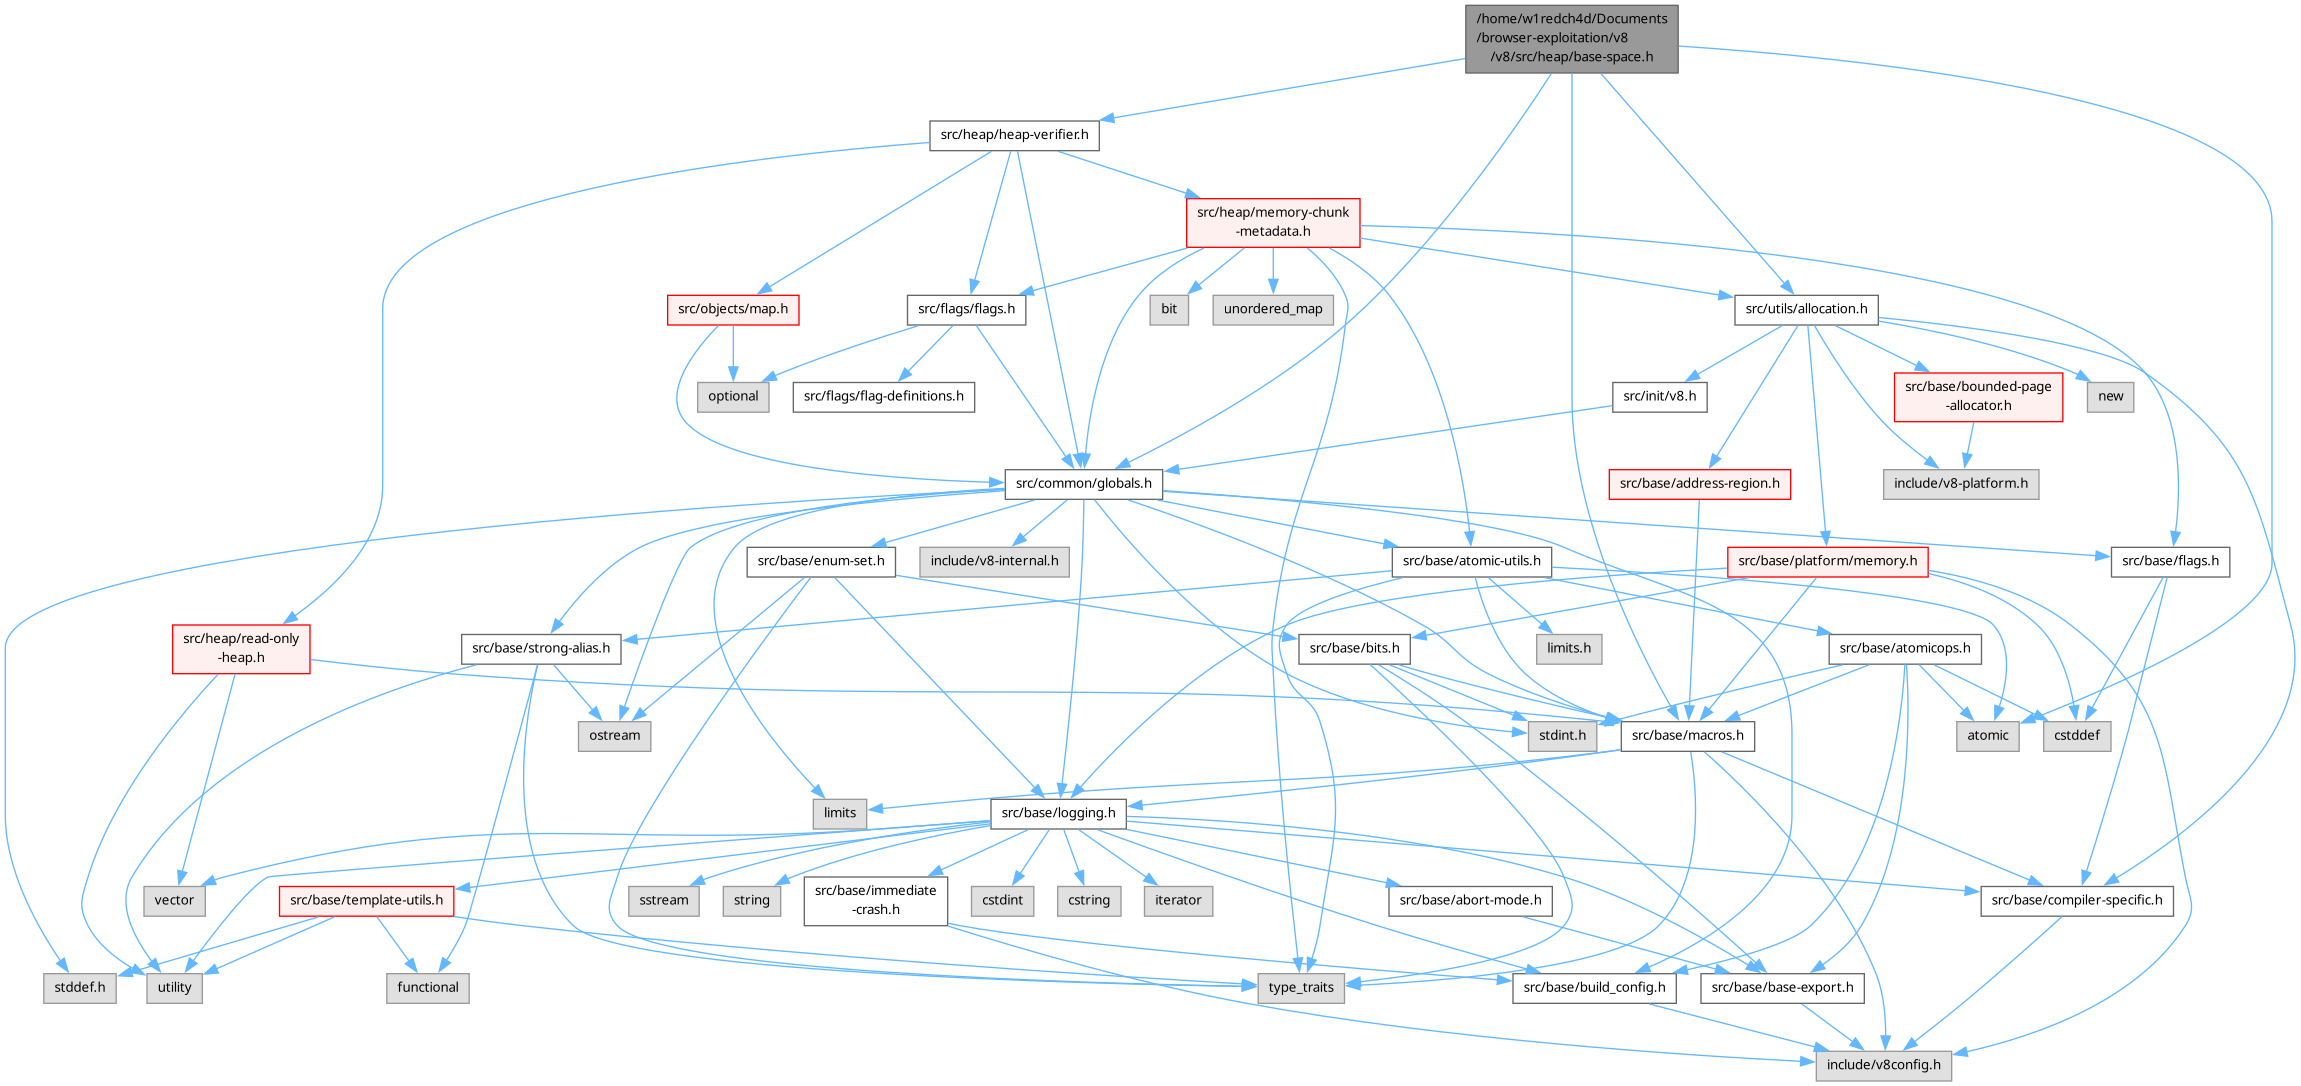 /home/w1redch4d/Documents
/browser-exploitation/v8
/v8/src/heap/base-space.h
src/heap/heap-verifier.h
src/heap/memory-chunk
-metadata.h
src/objects/map.h
src/flags/flags.h
bit
unordered_map
src/utils/allocation.h
optional
src/flags/flag-definitions.h
src/init/v8.h
src/base/bounded-page
-allocator.h
new
src/common/globals.h
src/base/address-region.h
include/v8-platform.h
src/base/enum-set.h
include/v8-internal.h
src/base/atomic-utils.h
src/base/platform/memory.h
src/base/flags.h
src/heap/read-only
-heap.h
src/base/strong-alias.h
src/base/bits.h
limits.h
src/base/atomicops.h
ostream
stdint.h
src/base/macros.h
atomic
cstddef
limits
src/base/logging.h
vector
src/base/template-utils.h
sstream
string
src/base/immediate
-crash.h
cstdint
cstring
iterator
src/base/abort-mode.h
src/base/compiler-specific.h
stddef.h
utility
functional
type_traits
src/base/build_config.h
src/base/base-export.h
include/v8config.h